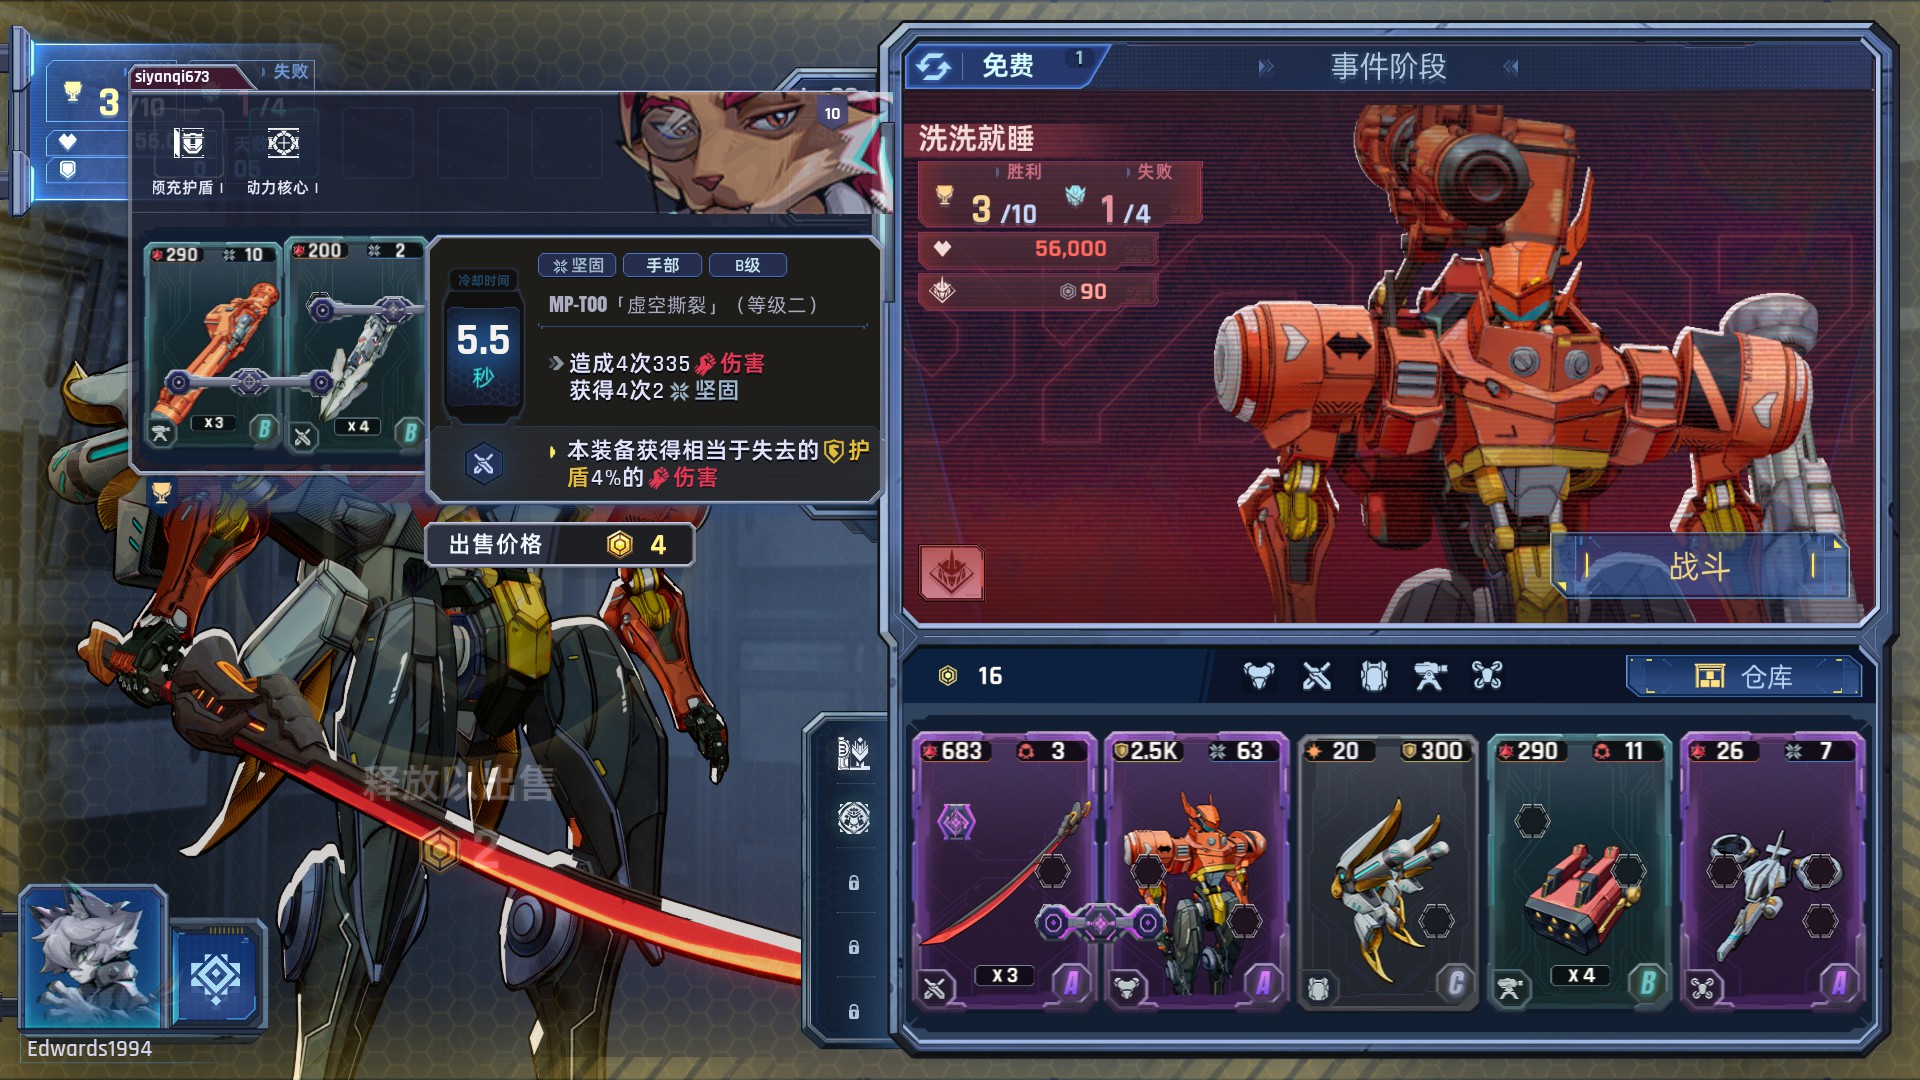 siyanqi673
失败
3 /10
1 /4
10
预充护盾 I
动力核心 I
290
10
200
2
x3
B
x4
B
冷却时间
5.5
秒
坚固
手部
B级
MP-T00「虚空撕裂」（等级二）
造成4次335伤害
获得4次2坚固
本装备获得相当于失去的护
盾4%的伤害
出售价格
4
释放以出售
2
Edwards1994
免费
1
事件阶段
洗洗就睡
胜利
失败
3 /10
1 /4
56,000
90
战斗
16
仓库
683
3
x3
A
2.5K
63
A
20
300
C
290
11
x4
B
26
7
A